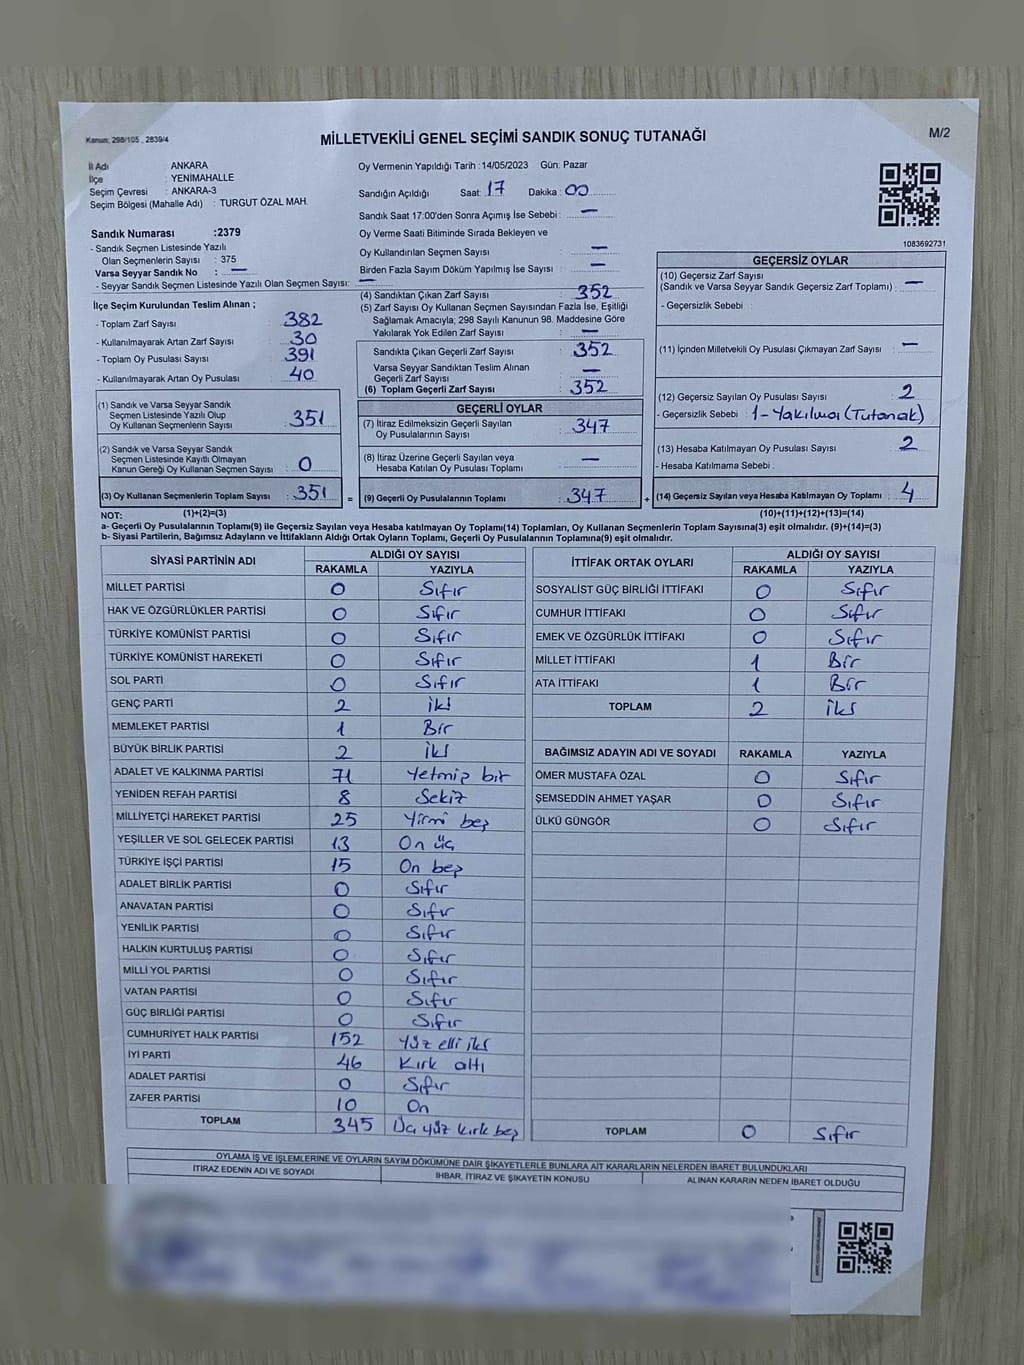 Kanun: 298/105 , 2839/4
MİLLETVEKİLİ GENEL SEÇİMİ SANDIK SONUÇ TUTANAĞI
M/2
İl Adı : ANKARA
İlçe : YENİMAHALLE
Seçim Çevresi : ANKARA-3
Seçim Bölgesi (Mahalle Adı) : TURGUT ÖZAL MAH.
Sandık Numarası :2379
- Sandık Seçmen Listesinde Yazılı
Olan Seçmenlerin Sayısı : 375
Varsa Seyyar Sandık No : —
- Seyyar Sandık Seçmen Listesinde Yazılı Olan Seçmen Sayısı: —
İlçe Seçim Kurulundan Teslim Alınan ;
- Toplam Zarf Sayısı : 382
- Kullanılmayarak Artan Zarf Sayısı : 30
- Toplam Oy Pusulası Sayısı : 391
- Kullanılmayarak Artan Oy Pusulası : 40
(1) Sandık ve Varsa Seyyar Sandık
Seçmen Listesinde Yazılı Olup
Oy Kullanan Seçmenlerin Sayısı : 351
(2) Sandık ve Varsa Seyyar Sandık
Seçmen Listesinde Kayıtlı Olmayan
Kanun Gereği Oy Kullanan Seçmen Sayısı : 0
(3) Oy Kullanan Seçmenlerin Toplam Sayısı : 351 =
Oy Vermenin Yapıldığı Tarih : 14/05/2023 Gün: Pazar
Sandığın Açıldığı Saat: 17 Dakika : 00
Sandık Saat 17:00'den Sonra Açımış İse Sebebi : —
Oy Verme Saati Bitiminde Sırada Bekleyen ve
Oy Kullandırılan Seçmen Sayısı : —
Birden Fazla Sayım Döküm Yapılmış İse Sayısı : —
(4) Sandıktan Çıkan Zarf Sayısı : 352
(5) Zarf Sayısı Oy Kullanan Seçmen Sayısından Fazla İse, Eşitliği
Sağlamak Amacıyla; 298 Sayılı Kanunun 98. Maddesine Göre
Yakılarak Yok Edilen Zarf Sayısı : —
Sandıkta Çıkan Geçerli Zarf Sayısı : 352
Varsa Seyyar Sandıktan Teslim Alınan
Geçerli Zarf Sayısı : —
(6) Toplam Geçerli Zarf Sayısı : 352
GEÇERLİ OYLAR
(7) İtiraz Edilmeksizin Geçerli Sayılan
Oy Pusulalarının Sayısı : 347
(8) İtiraz Üzerine Geçerli Sayılan veya
Hesaba Katılan Oy Pusulası Toplamı : —
(9) Geçerli Oy Pusulalarının Toplamı : 347 +
1083692731
GEÇERSİZ OYLAR
(10) Geçersiz Zarf Sayısı
(Sandık ve Varsa Seyyar Sandık Geçersiz Zarf Toplamı) : —
- Geçersizlik Sebebi :
(11) İçinden Milletvekili Oy Pusulası Çıkmayan Zarf Sayısı : —
(12) Geçersiz Sayılan Oy Pusulası Sayısı : 2
- Geçersizlik Sebebi : 1-Yakılması (Tutanak)
(13) Hesaba Katılmayan Oy Pusulası Sayısı : 2
- Hesaba Katılmama Sebebi :
(14) Geçersiz Sayılan veya Hesaba Katılmayan Oy Toplamı : 4
NOT: (1)+(2)=(3) (10)+(11)+(12)+(13)=(14)
a- Geçerli Oy Pusulalarının Toplamı(9) ile Geçersiz Sayılan veya Hesaba katılmayan Oy Toplamı(14) Toplamları, Oy Kullanan Seçmenlerin Toplam Sayısına(3) eşit olmalıdır. (9)+(14)=(3)
b- Siyasi Partilerin, Bağımsız Adayların ve İttifakların Aldığı Ortak Oyların Toplamı, Geçerli Oy Pusulalarının Toplamına(9) eşit olmalıdır.
SİYASİ PARTİNİN ADI ALDIĞI OY SAYISI
RAKAMLA YAZIYLA
MİLLET PARTİSİ 0 Sıfır
HAK VE ÖZGÜRLÜKLER PARTİSİ 0 Sıfır
TÜRKİYE KOMÜNİST PARTİSİ 0 Sıfır
TÜRKİYE KOMÜNİST HAREKETİ 0 Sıfır
SOL PARTİ 0 Sıfır
GENÇ PARTİ 2 İki
MEMLEKET PARTİSİ 1 Bir
BÜYÜK BİRLİK PARTİSİ 2 İki
ADALET VE KALKINMA PARTİSİ 71 Yetmiş bir
YENİDEN REFAH PARTİSİ 8 Sekiz
MİLLİYETÇİ HAREKET PARTİSİ 25 Yirmi beş
YEŞİLLER VE SOL GELECEK PARTİSİ 13 On üç
TÜRKİYE İŞÇİ PARTİSİ 15 On beş
ADALET BİRLİK PARTİSİ 0 Sıfır
ANAVATAN PARTİSİ 0 Sıfır
YENİLİK PARTİSİ 0 Sıfır
HALKIN KURTULUŞ PARTİSİ 0 Sıfır
MİLLİ YOL PARTİSİ 0 Sıfır
VATAN PARTİSİ 0 Sıfır
GÜÇ BİRLİĞİ PARTİSİ 0 Sıfır
CUMHURİYET HALK PARTİSİ 152 Yüz elli iki
İYİ PARTİ 46 Kırk altı
ADALET PARTİSİ 0 Sıfır
ZAFER PARTİSİ 10 On
TOPLAM 345 Üç yüz kırk beş
İTTİFAK ORTAK OYLARI ALDIĞI OY SAYISI
RAKAMLA YAZIYLA
SOSYALİST GÜÇ BİRLİĞİ İTTİFAKI 0 Sıfır
CUMHUR İTTİFAKI 0 Sıfır
EMEK VE ÖZGÜRLÜK İTTİFAKI 0 Sıfır
MİLLET İTTİFAKI 1 Bir
ATA İTTİFAKI 1 Bir
TOPLAM 2 İki
BAĞIMSIZ ADAYIN ADI VE SOYADI RAKAMLA YAZIYLA
ÖMER MUSTAFA ÖZAL 0 Sıfır
ŞEMSEDDİN AHMET YAŞAR 0 Sıfır
ÜLKÜ GÜNGÖR 0 Sıfır
TOPLAM 0 Sıfır
OYLAMA İŞ VE İŞLEMLERİNE VE OYLARIN SAYIM DÖKÜMÜNE DAİR ŞİKAYETLERLE BUNLARA AİT KARARLARIN NELERDEN İBARET BULUNDUKLARI
İTİRAZ EDENİN ADI VE SOYADI İHBAR, İTİRAZ VE ŞİKAYETİN KONUSU ALINAN KARARIN NEDEN İBARET OLDUĞU